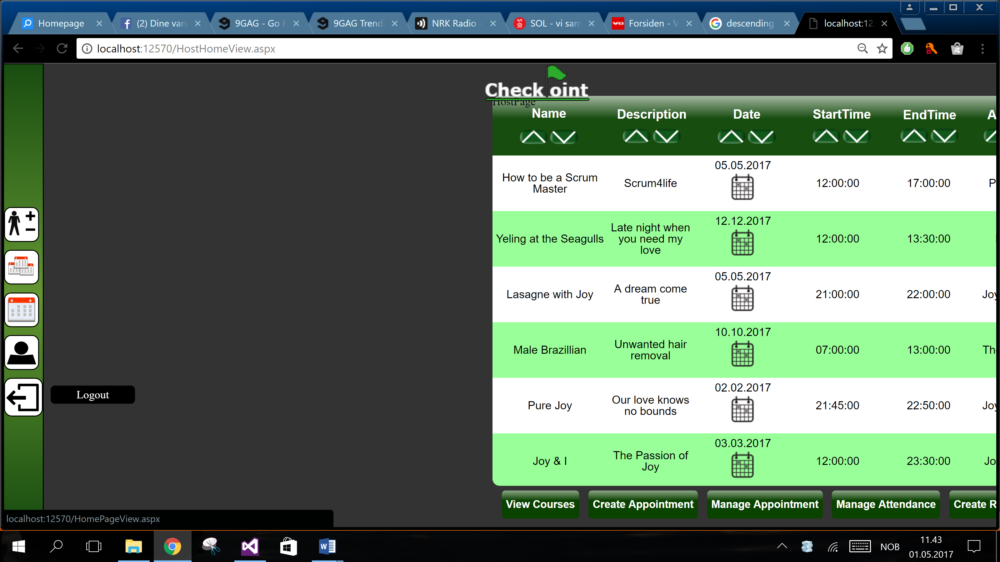 Homepage
(2) Dine vars
9GAG - Go F
9GAG Trend
NRK Radio -
SOL - vi sam
Forsiden - V
descending
localhost:12
localhost:12570/HostHomeView.aspx
Check oint
HostPage
Name Description Date StartTime EndTime A
05.05.2017
How to be a Scrum
Master
Scrum4life
12:00:00
17:00:00
P
12.12.2017
Yeling at the Seagulls
Late night when
you need my
love
12:00:00
13:30:00
05.05.2017
Lasagne with Joy
A dream come
true
21:00:00
22:00:00
Joy
10.10.2017
Male Brazillian
Unwanted hair
removal
07:00:00
13:00:00
Th
02.02.2017
Pure Joy
Our love knows
no bounds
21:45:00
22:50:00
Joy
03.03.2017
Joy & I
The Passion of
Joy
12:00:00
23:30:00
Jo
Logout
View Courses
Create Appointment
Manage Appointment
Manage Attendance
Create R
localhost:12570/HomePageView.aspx
NOB
11.43
01.05.2017